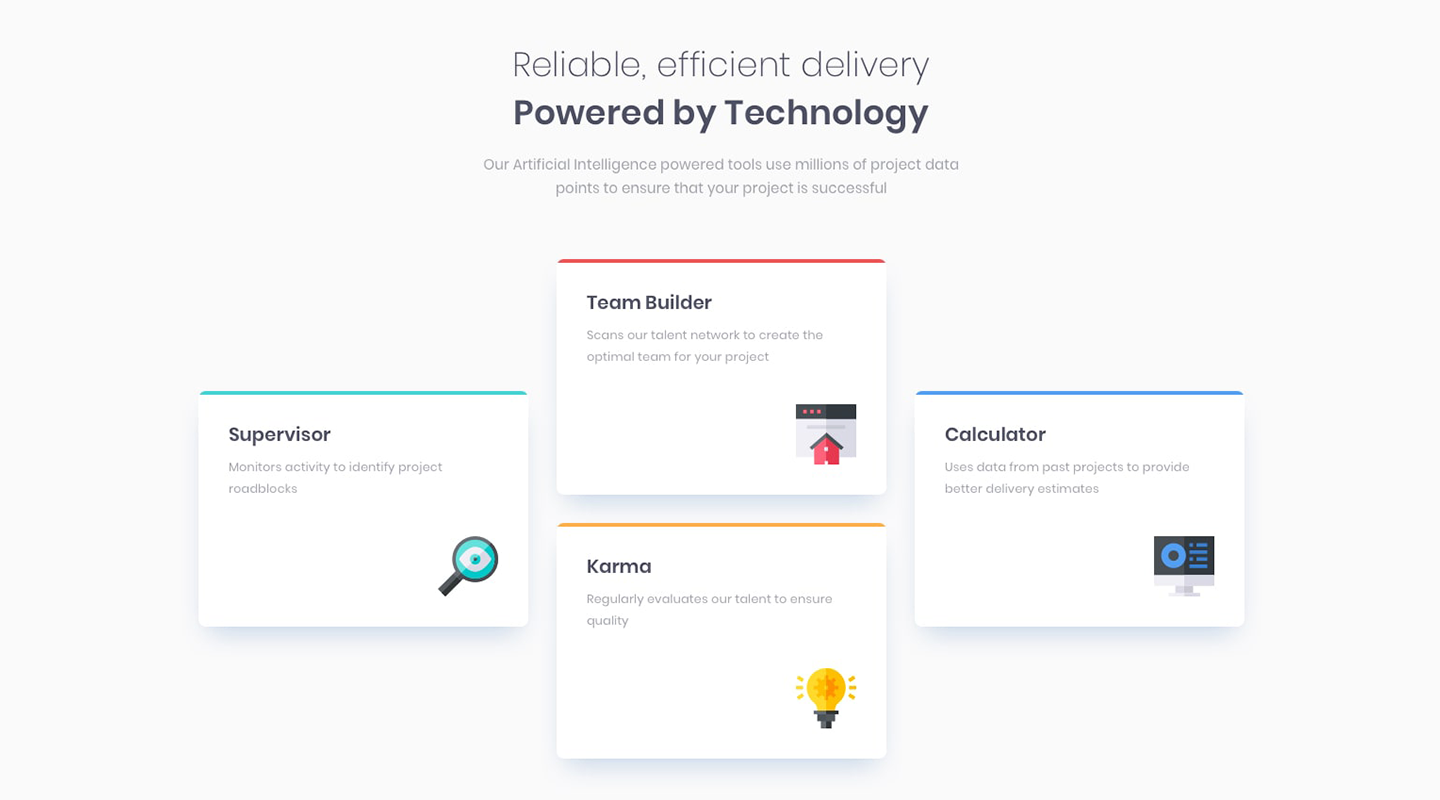 Reliable, efficient delivery
Powered by Technology
Our Artificial Intelligence powered tools use millions of project data
points to ensure that your project is successful
Supervisor
Monitors activity to identify project
roadblocks
Team Builder
Scans our talent network to create the
optimal team for your project
Karma
Regularly evaluates our talent to ensure
quality
Calculator
Uses data from past projects to provide
better delivery estimates